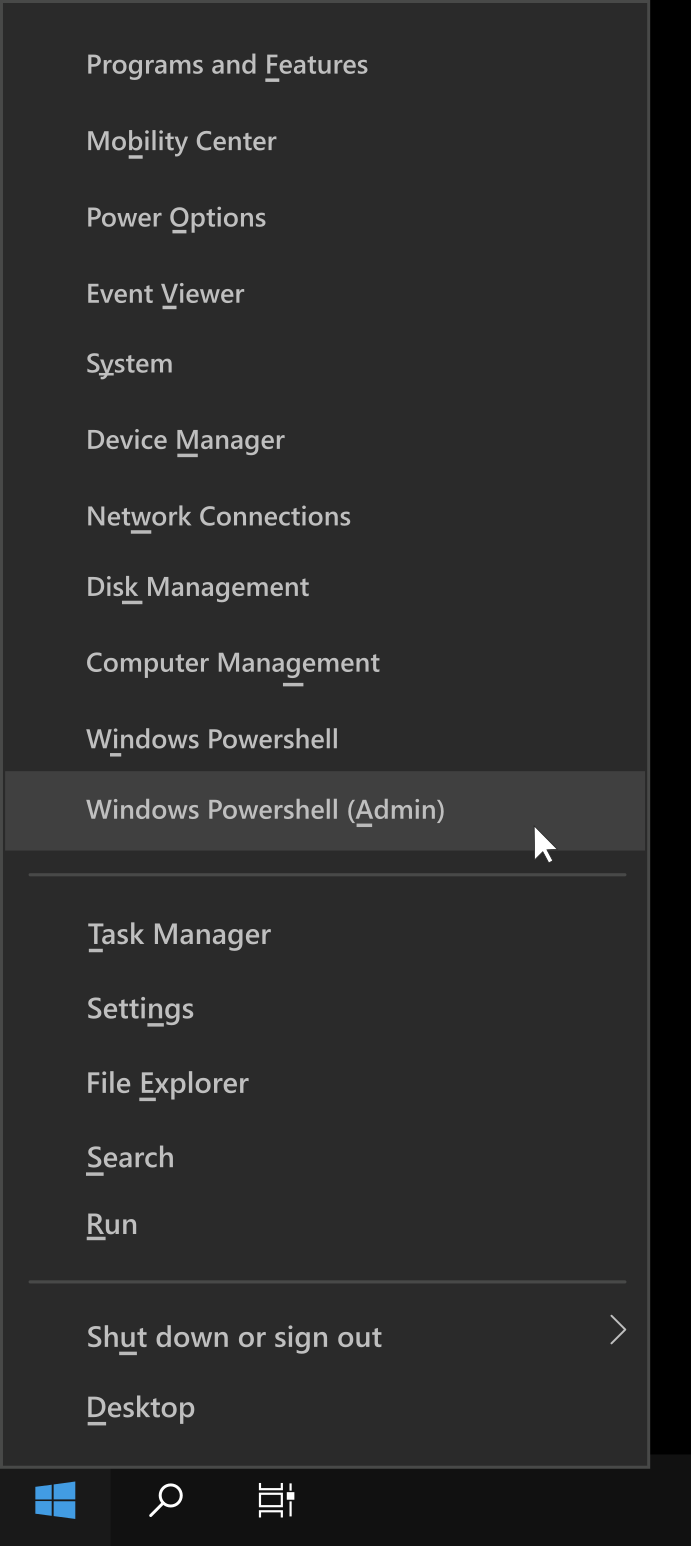 Programs and Features
Mobility Center
Power Options
Event Viewer
System
Device Manager
Network Connections
Disk Management
Computer Management
Windows Powershell
Windows Powershell (Admin)
Task Manager
Settings
File Explorer
Search
Run
Shut down or sign out
Desktop